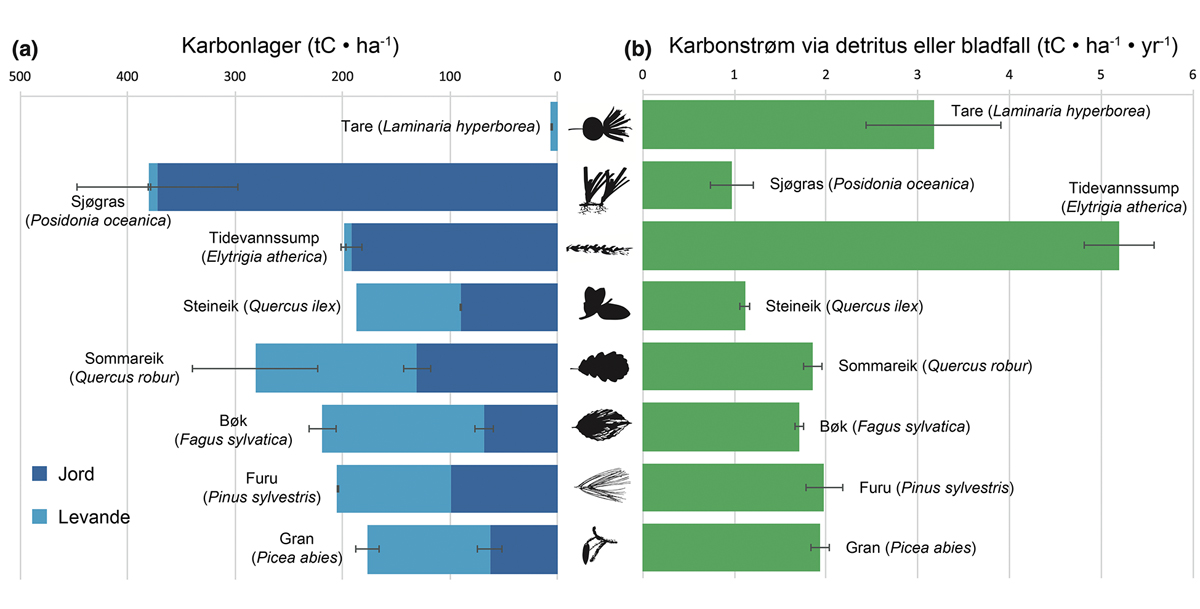 (a)
Karbonlager (tC • ha⁻¹)
500 400 300 200 100 0
Tare (Laminaria hyperborea)
Sjøgras
(Posidonia oceanica)
Tidevannssump
(Elytrigia atherica)
Steineik (Quercus ilex)
Sommareik
(Quercus robur)
Bøk
(Fagus sylvatica)
Furu
(Pinus sylvestris)
Gran
(Picea abies)
Jord
Levande
(b)
Karbonstrøm via detritus eller bladfall (tC • ha⁻¹ • yr⁻¹)
0 1 2 3 4 5 6
Tare (Laminaria hyperborea)
Sjøgras (Posidonia oceanica)
Tidevannssump
(Elytrigia atherica)
Steineik (Quercus ilex)
Sommareik (Quercus robur)
Bøk (Fagus sylvatica)
Furu (Pinus sylvestris)
Gran (Picea abies)